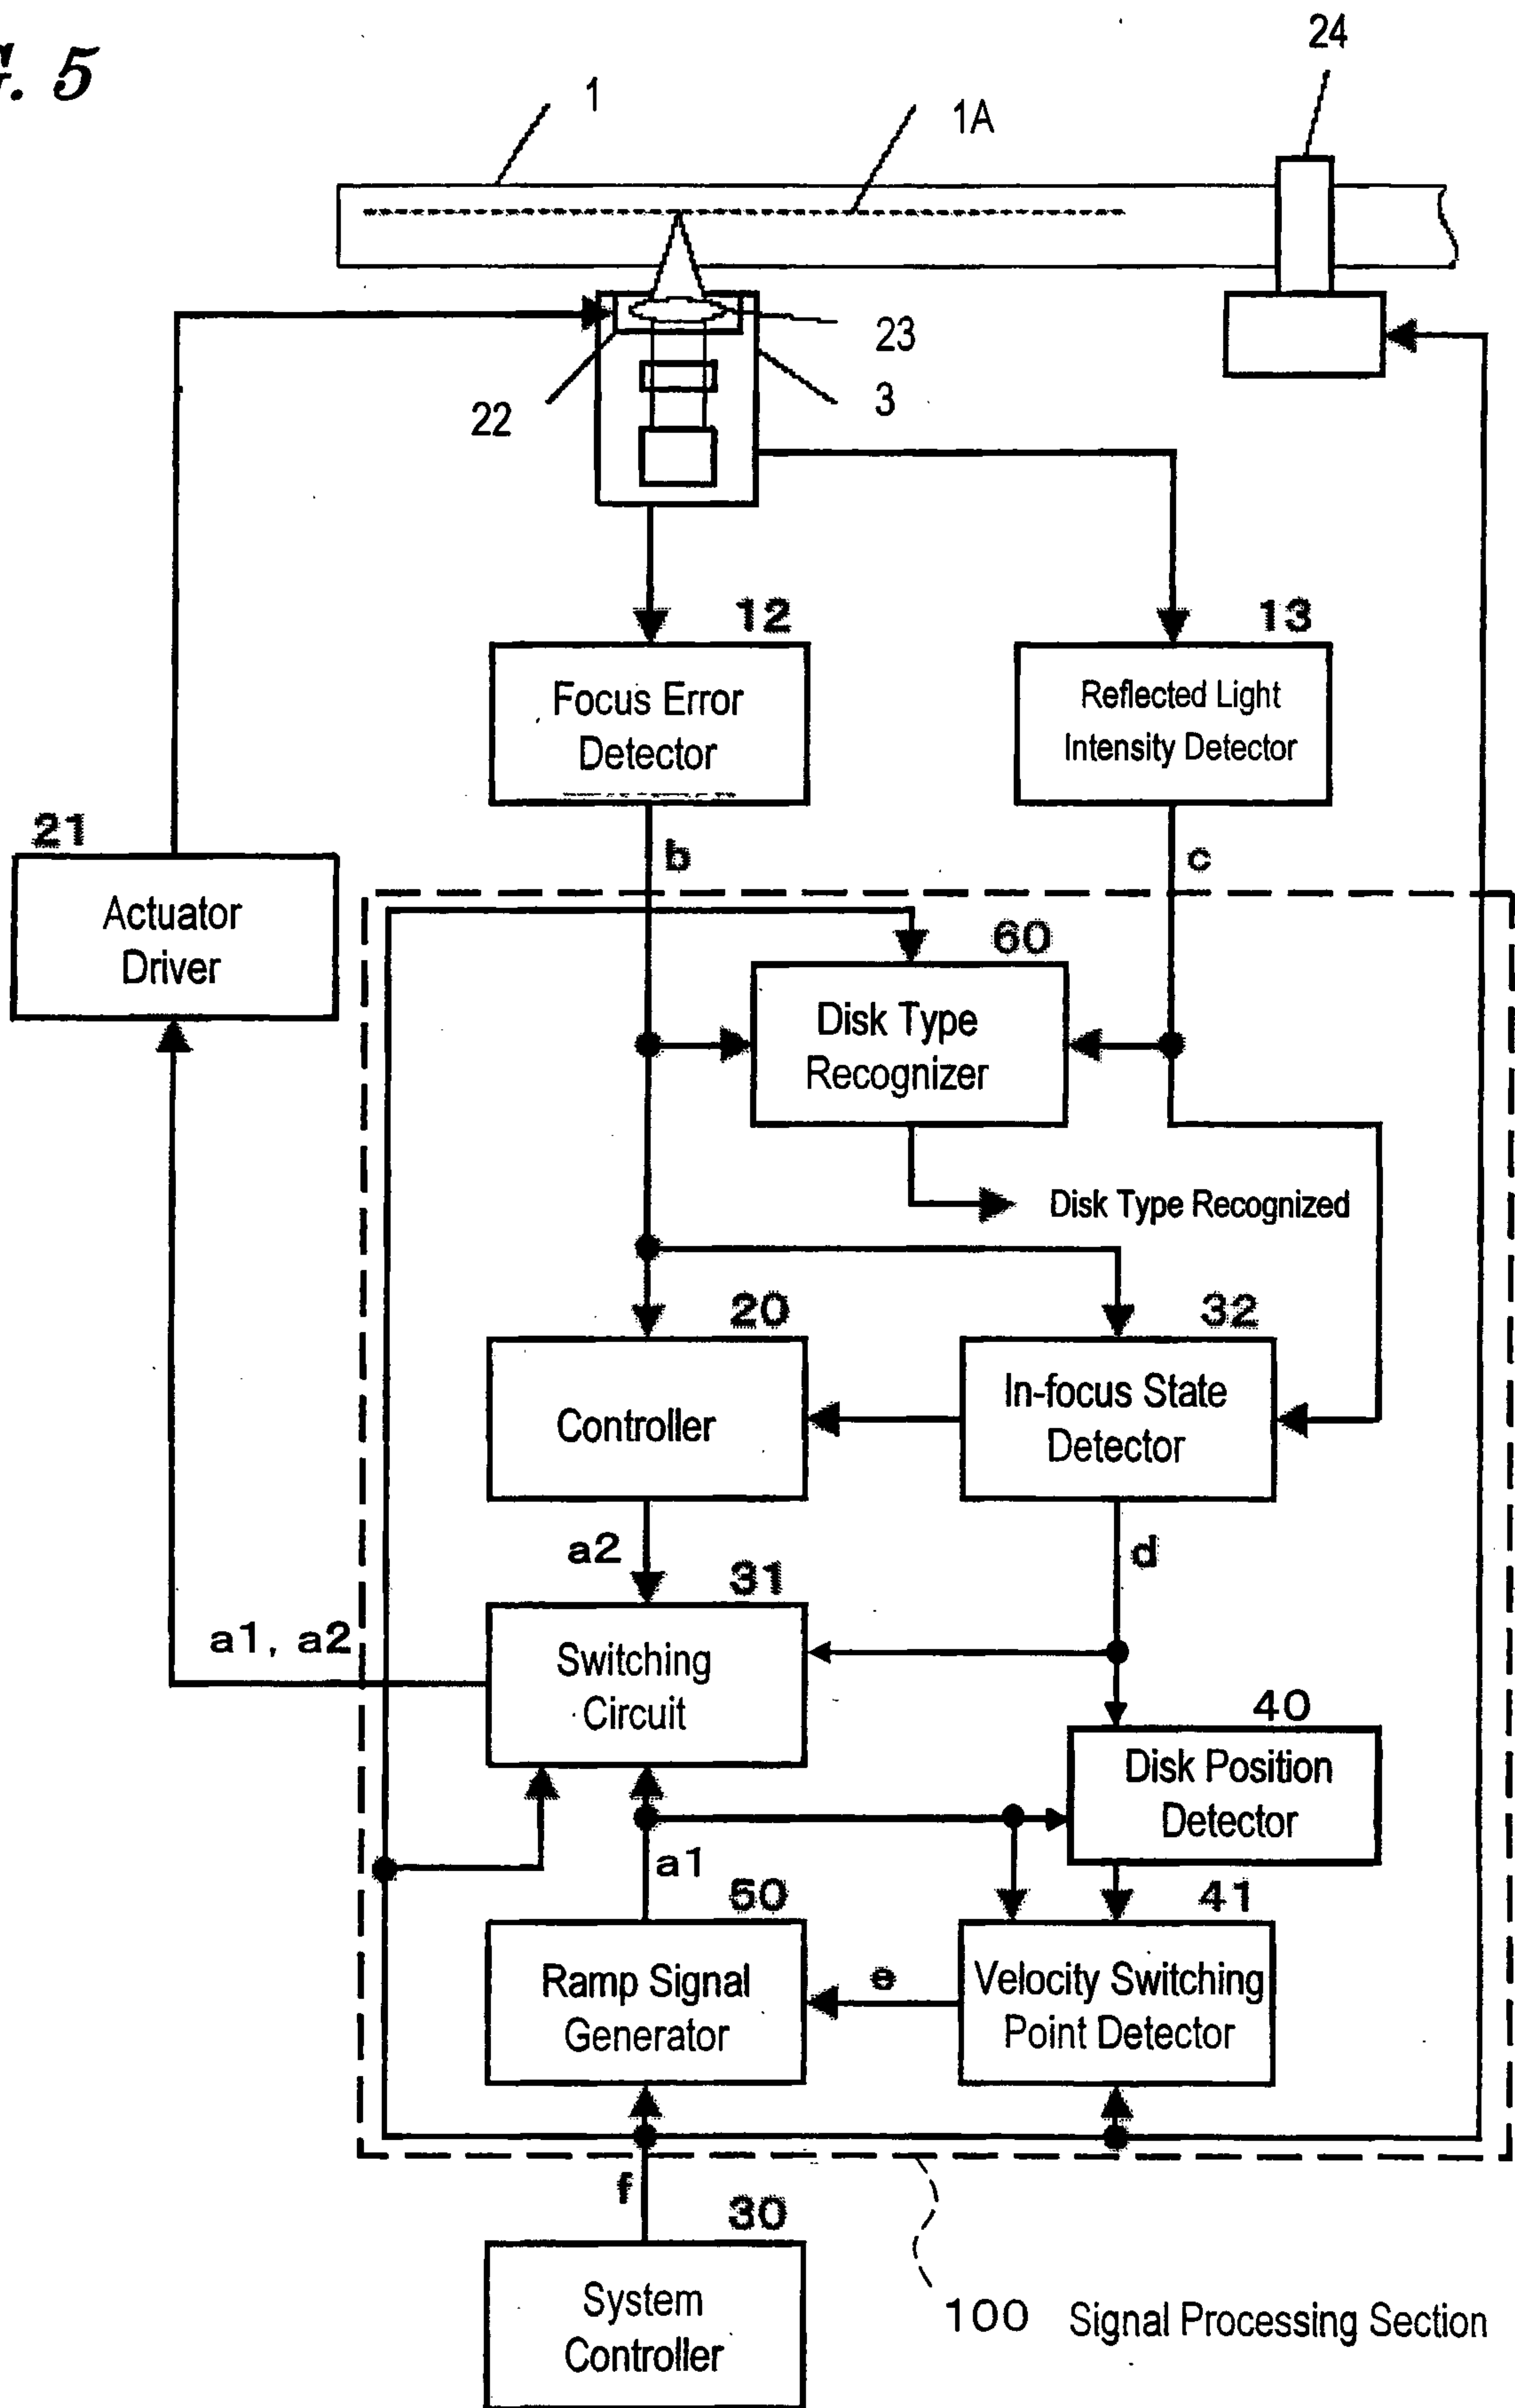 G. 5
24
1
1A
23
3
22
12
13
Focus Error
Detector
Reflected Light
Intensity Detector
21
b
c
Actuator
Driver
60
Disk Type
Recognizer
Disk Type Recognized
20
32
Controller
In-focus State
Detector
a2
d
31
a1, a2
Switching
Circuit
40
Disk Position
Detector
a1
50
41
Ramp Signal
Generator
e
Velocity Switching
Point Detector
f
30
System
Controller
100 Signal Processing Section